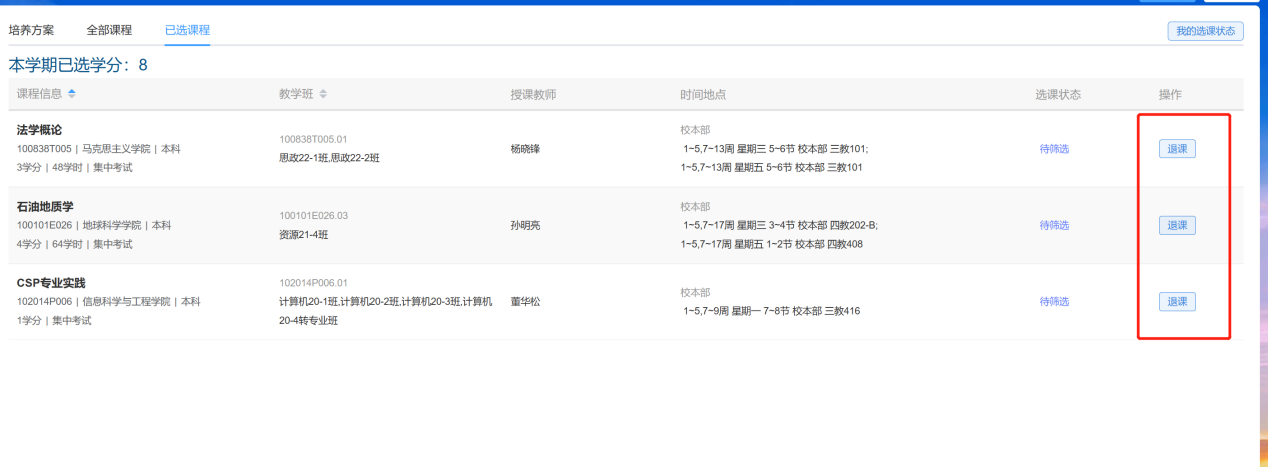 培养方案 全部课程 已选课程 我的选课状态
本学期已选学分：8
课程信息 教学班 授课教师 时间地点 选课状态 操作
法学概论
100838T005 | 马克思主义学院 | 本科
3学分 | 48学时 | 集中考试
100838T005.01
思政22-1班,思政22-2班
杨晓锋
校本部
1~5,7~13周 星期三 5~6节 校本部 三教101;
1~5,7~13周 星期五 5~6节 校本部 三教101
待筛选
退课
石油地质学
100101E026 | 地球科学学院 | 本科
4学分 | 64学时 | 集中考试
100101E026.03
资源21-4班
孙明亮
校本部
1~5,7~17周 星期三 3~4节 校本部 四教202-B;
1~5,7~17周 星期五 1~2节 校本部 四教408
待筛选
退课
CSP专业实践
102014P006 | 信息科学与工程学院 | 本科
1学分 | 集中考试
102014P006.01
计算机20-1班,计算机20-2班,计算机20-3班,计算机
20-4转专业班
董华松
校本部
1~5,7~9周 星期一 7~8节 校本部 三教416
待筛选
退课